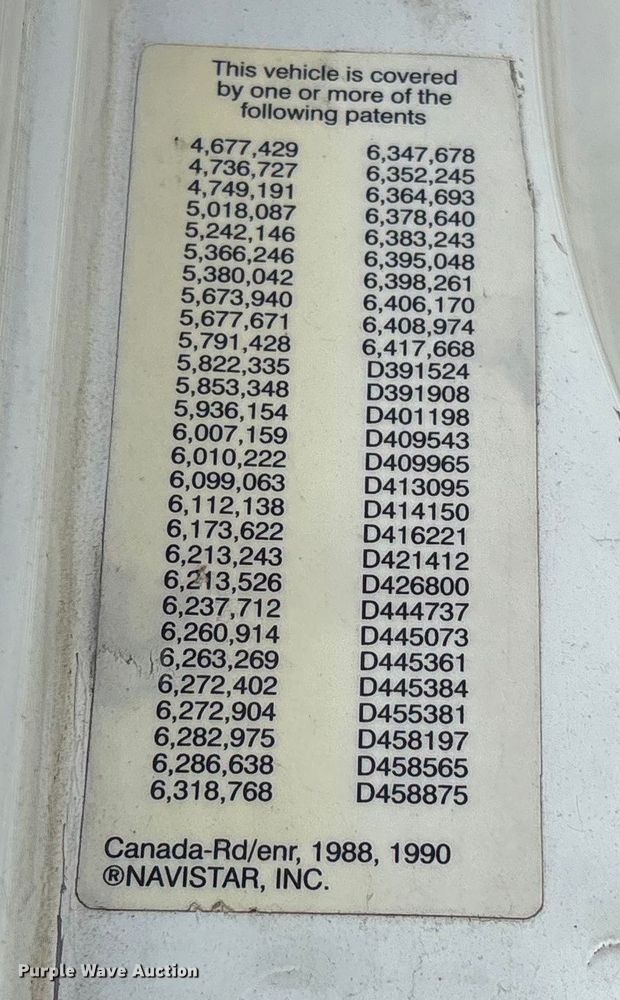 This vehicle is covered
by one or more of the
following patents
4,677,429
4,736,727
4,749,191
5,018,087
5,242,146
5,366,246
5,380,042
5,673,940
5,677,671
5,791,428
5,822,335
5,853,348
5,936,154
6,007,159
6,010,222
6,099,063
6,112,138
6,173,622
6,213,243
6,213,526
6,237,712
6,260,914
6,263,269
6,272,402
6,272,904
6,282,975
6,286,638
6,318,768
6,347,678
6,352,245
6,364,693
6,378,640
6,383,243
6,395,048
6,398,261
6,406,170
6,408,974
6,417,668
D391524
D391908
D401198
D409543
D409965
D413095
D414150
D416221
D421412
D426800
D444737
D445073
D445361
D445384
D455381
D458197
D458565
D458875
Canada-Rd/enr, 1988, 1990
®NAVISTAR, INC.
Purple Wave Auction